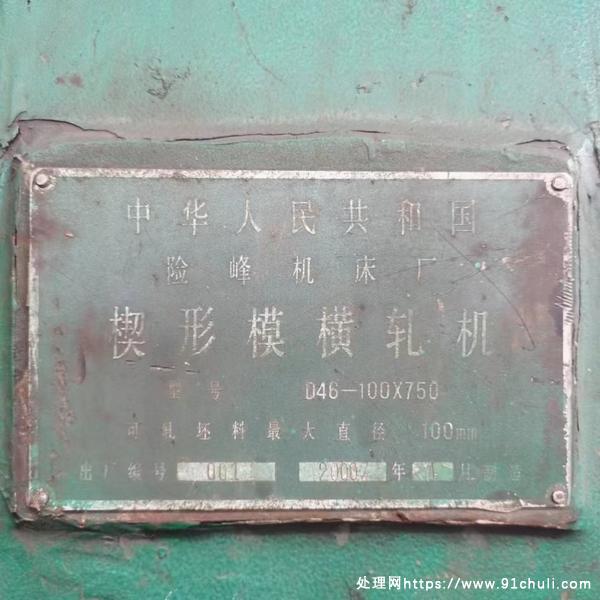 中华人民共和国
险峰机床厂
楔形模横轧机
型号 D46-100X750
可轧坯料最大直径 100mm
出厂编号 001 年 月制造
处理网https://www.91chuli.com/